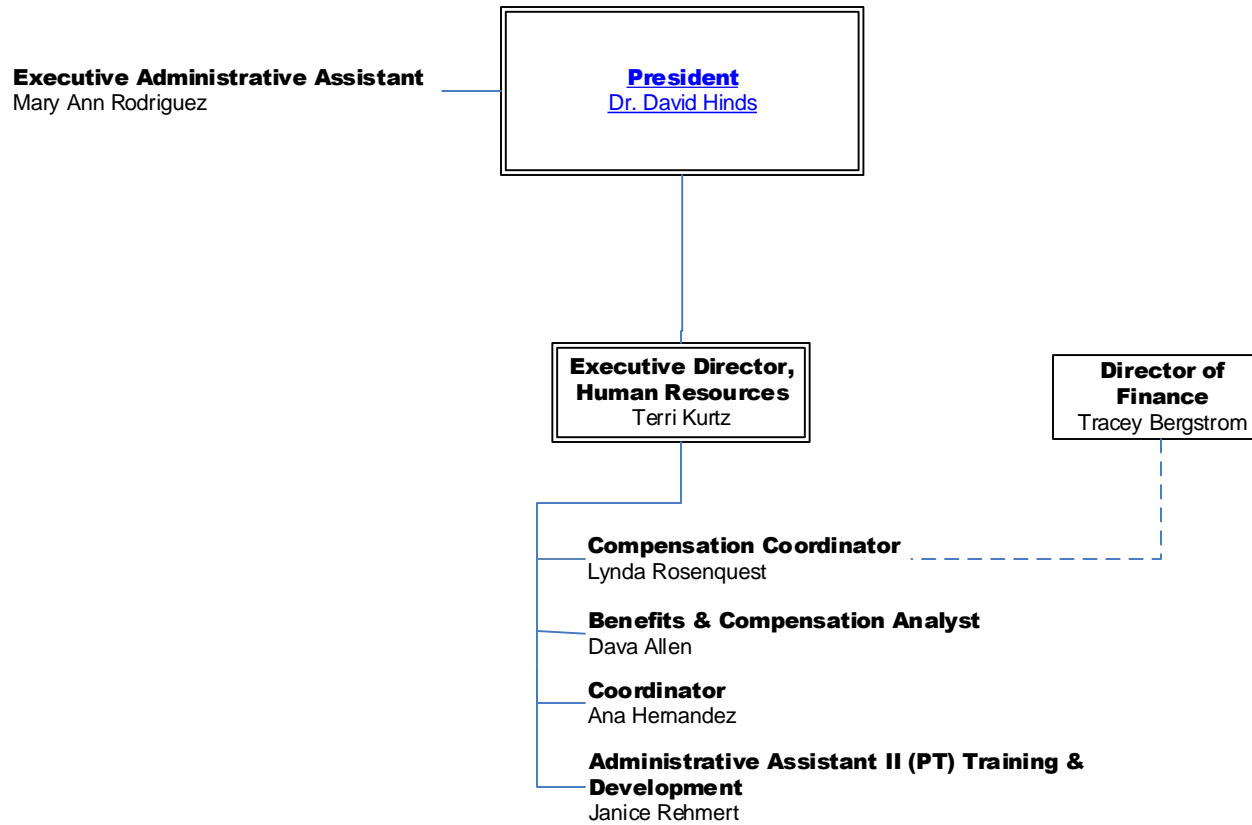 Executive Administrative Assistant
Mary Ann Rodriguez
President
Dr. David Hinds
Executive Director,
Human Resources
Terri Kurtz
Director of
Finance
Tracey Bergstrom
Compensation Coordinator
Lynda Rosenquest
Benefits & Compensation Analyst
Dava Allen
Coordinator
Ana Hernandez
Administrative Assistant II (PT) Training &
Development
Janice Rehmert